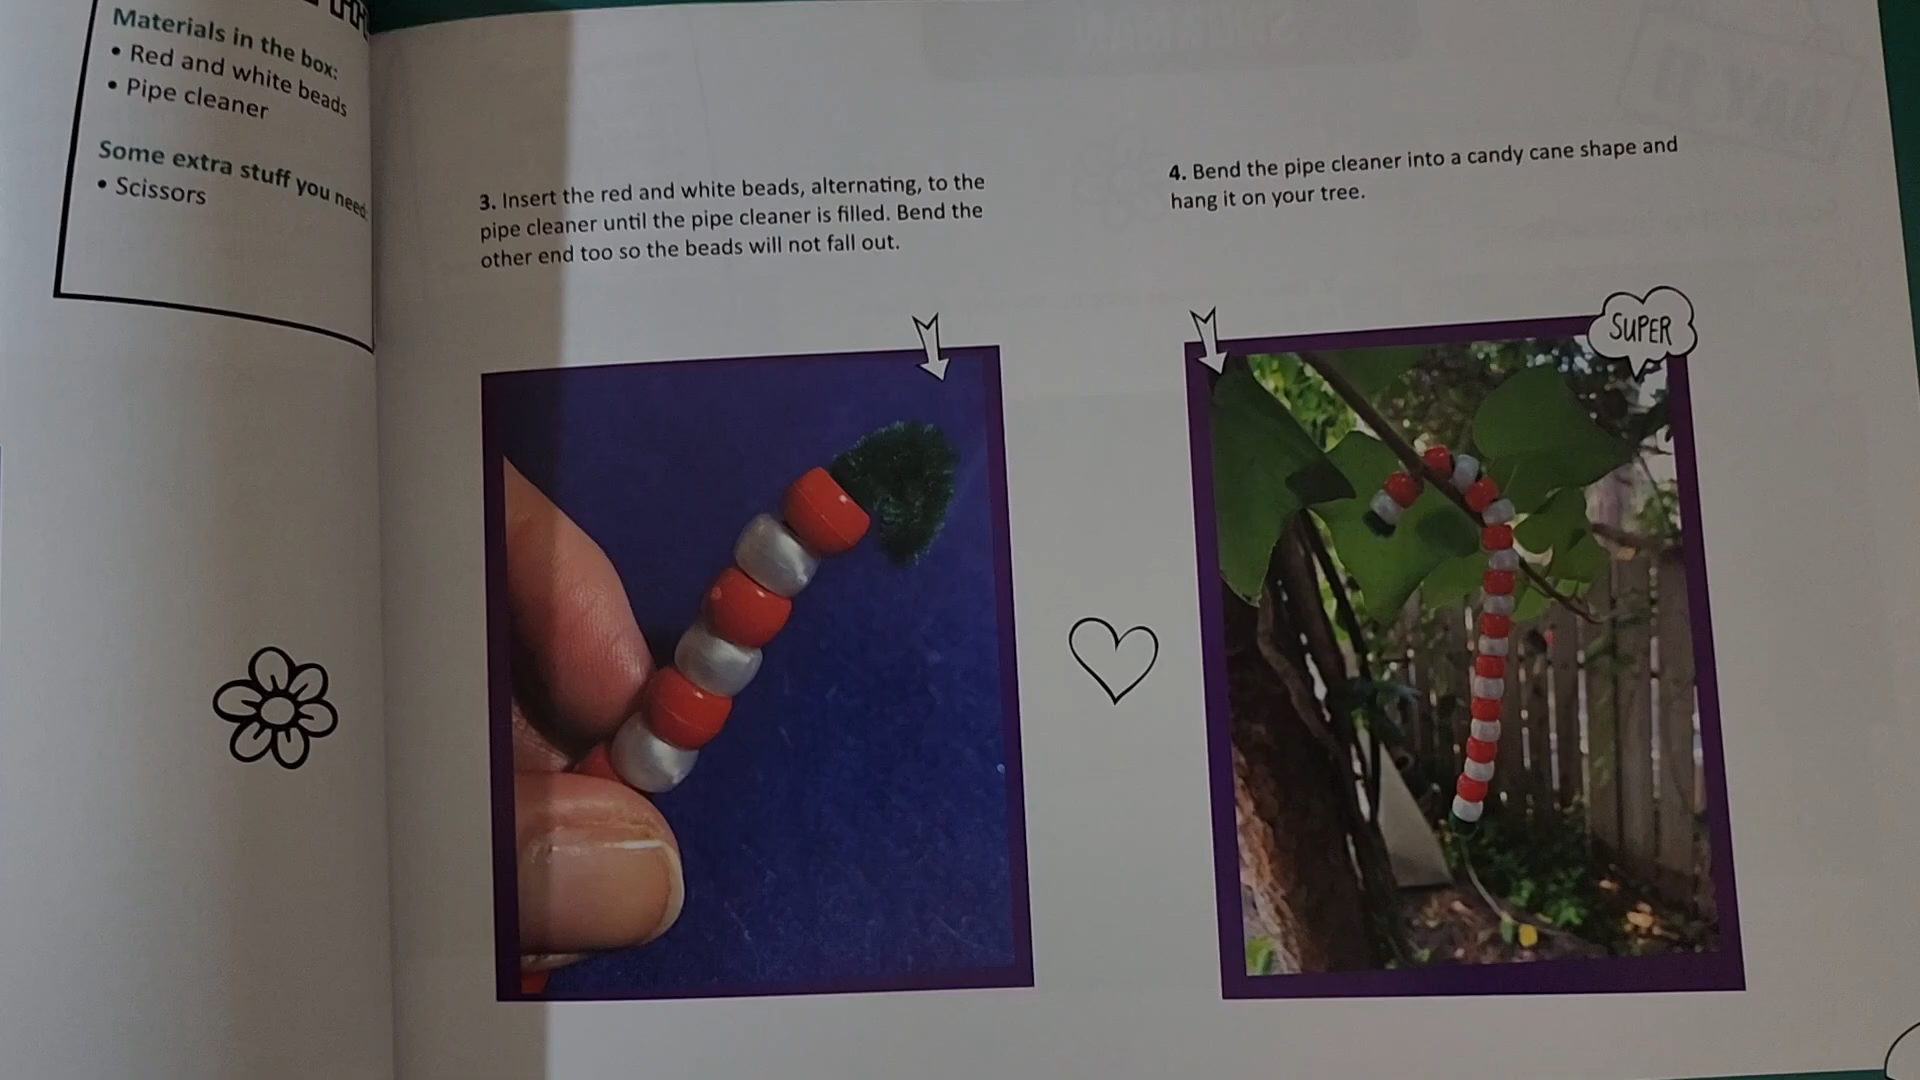 Materials in the box:
• Red and white beads
• Pipe cleaner
Some extra stuff you need:
• Scissors
3. Insert the red and white beads, alternating, to the
pipe cleaner until the pipe cleaner is filled. Bend the
other end too so the beads will not fall out.
4. Bend the pipe cleaner into a candy cane shape and
hang it on your tree.
SUPER